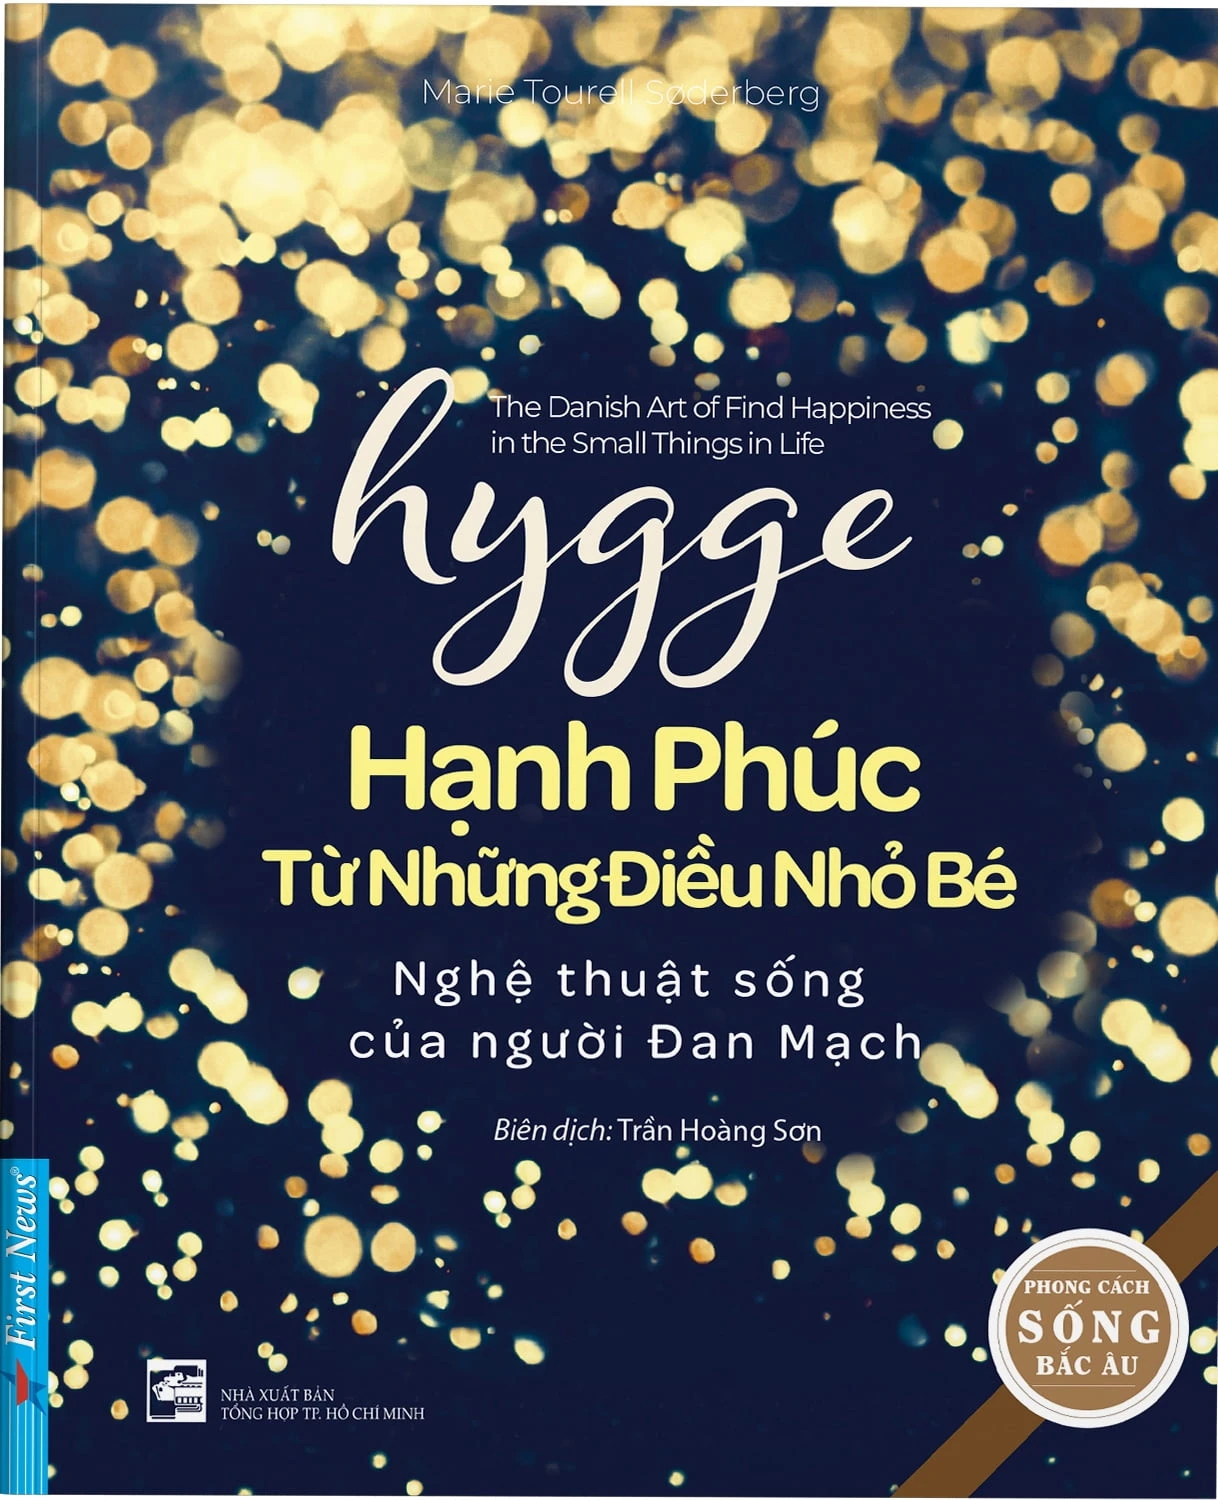 Marie Tourell Søderberg
The Danish Art of Find Happiness
in the Small Things in Life
hygge
Hạnh Phúc
Từ Những Điều Nhỏ Bé
Nghệ thuật sống
của người Đan Mạch
Biên dịch: Trần Hoàng Sơn
First News®
PHONG CÁCH
SỐNG
BẮC ÂU
NHÀ XUẤT BẢN
TỔNG HỢP TP. HỒ CHÍ MINH